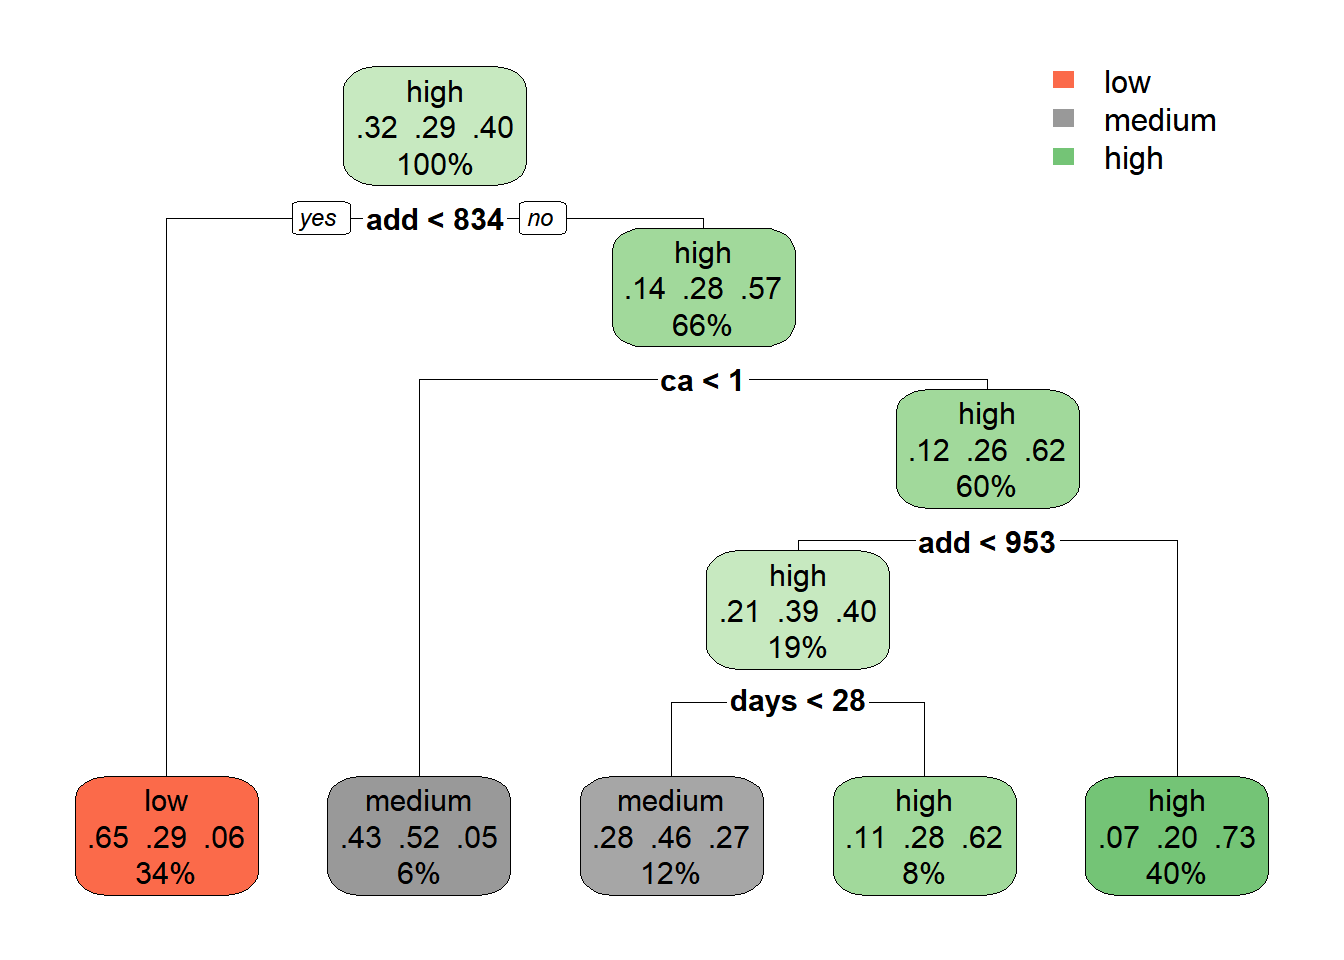 high
.32 .29 .40
100%
low
medium
high
yes add < 834 no
high
.14 .28 .57
66%
ca < 1
high
.12 .26 .62
60%
add < 953
high
.21 .39 .40
19%
days < 28
low
.65 .29 .06
34%
medium
.43 .52 .05
6%
medium
.28 .46 .27
12%
high
.11 .28 .62
8%
high
.07 .20 .73
40%